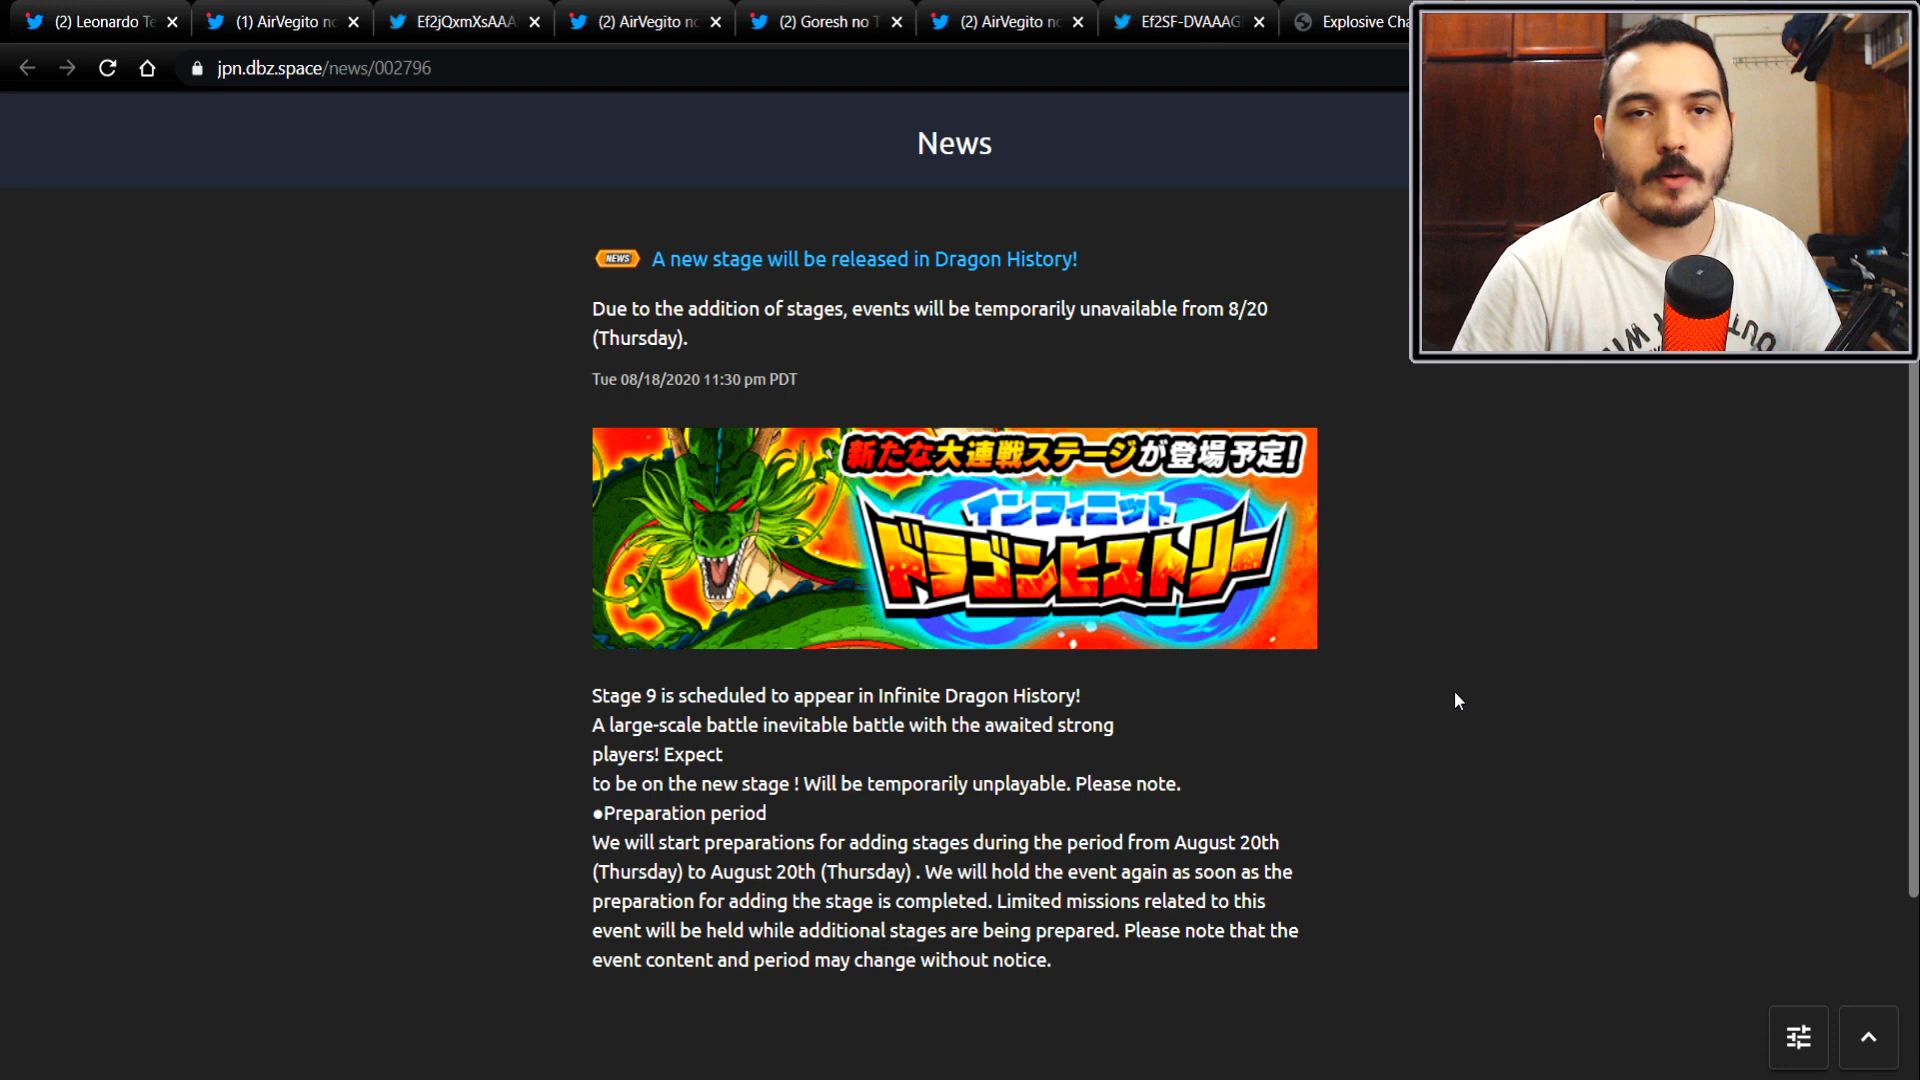 (2) Leonardo Te
(1) AirVegito no
Ef2jQxmXsAAA
(2) AirVegito no
(2) Goresh no T
(2) AirVegito no
Ef2SF-DVAAAG
Explosive Cha
jpn.dbz.space/news/002796
News
NEWS! A new stage will be released in Dragon History!
Due to the addition of stages, events will be temporarily unavailable from 8/20
(Thursday).
Tue 08/18/2020 11:30 pm PDT
新たな大連戦ステージが登場予定!
インフィニット
ドラゴンヒストリー
Stage 9 is scheduled to appear in Infinite Dragon History!
A large-scale battle inevitable battle with the awaited strong
players! Expect
to be on the new stage ! Will be temporarily unplayable. Please note.
●Preparation period
We will start preparations for adding stages during the period from August 20th
(Thursday) to August 20th (Thursday) . We will hold the event again as soon as the
preparation for adding the stage is completed. Limited missions related to this
event will be held while additional stages are being prepared. Please note that the
event content and period may change without notice.